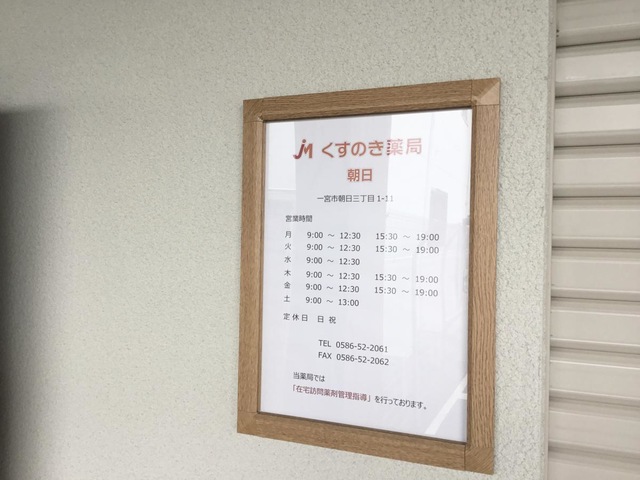 JM くすのき薬局
朝日
一宮市朝日三丁目1-11
営業時間
月 9:00 ～ 12:30 15:30 ～ 19:00
火 9:00 ～ 12:30 15:30 ～ 19:00
水 9:00 ～ 12:30
木 9:00 ～ 12:30 15:30 ～ 19:00
金 9:00 ～ 12:30 15:30 ～ 19:00
土 9:00 ～ 13:00
定休日 日 祝
TEL 0586-52-2061
FAX 0586-52-2062
当薬局では
「在宅訪問薬剤管理指導」を行っております。